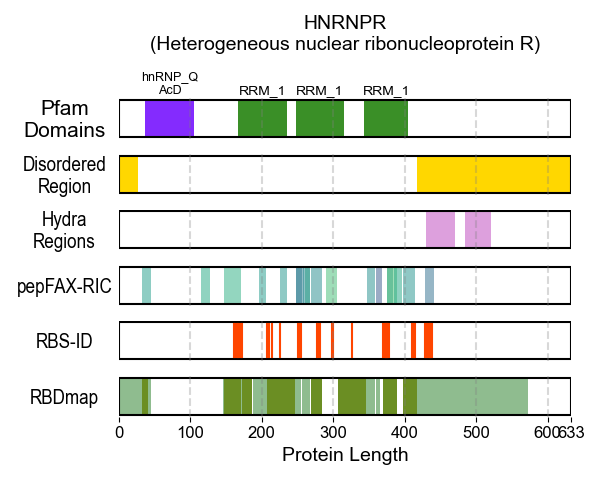 HNRNPR
(Heterogeneous nuclear ribonucleoprotein R)
hnRNP_Q
AcD
RRM_1 RRM_1 RRM_1
Pfam
Domains
Disordered
Region
Hydra
Regions
pepFAX-RIC
RBS-ID
RBDmap
0 100 200 300 400 500 600 633
Protein Length